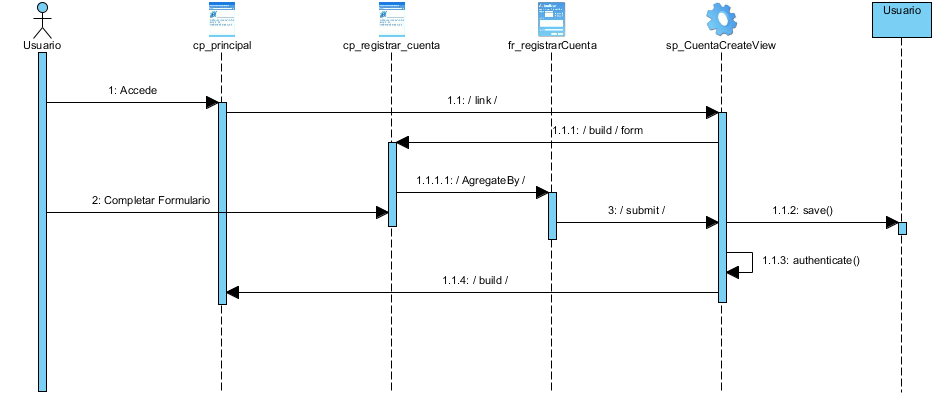 Usuario
Usuario
cp_principal
cp_registrar_cuenta
fr_registrarCuenta
sp_CuentaCreateView
1: Accede
1.1: / link /
1.1.1: / build / form
1.1.1.1: / AgregateBy /
2: Completar Formulario
3: / submit /
1.1.2: save()
1.1.3: authenticate()
1.1.4: / build /